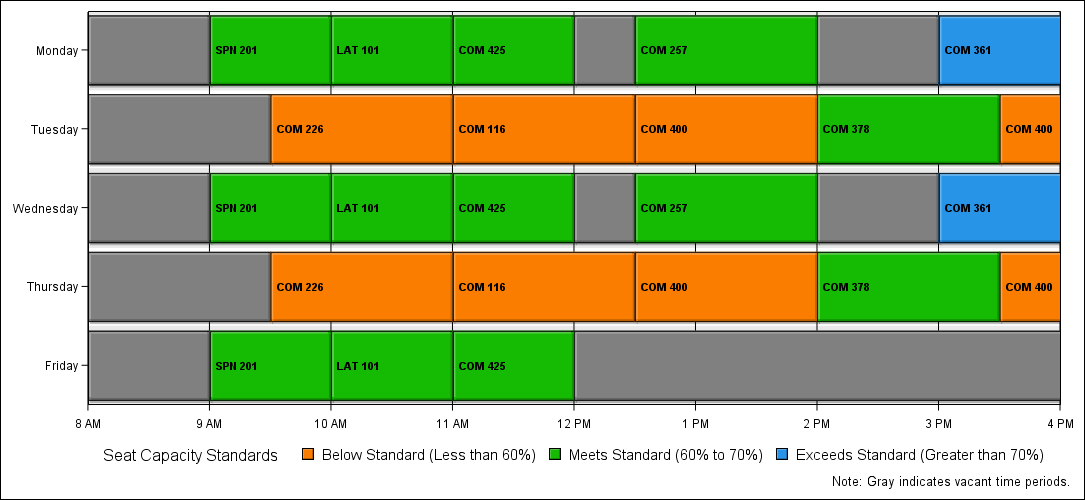 Monday SPN 201 LAT 101 COM 425 COM 257 COM 361
Tuesday COM 226 COM 116 COM 400 COM 378 COM 400
Wednesday SPN 201 LAT 101 COM 425 COM 257 COM 361
Thursday COM 226 COM 116 COM 400 COM 378 COM 400
Friday SPN 201 LAT 101 COM 425
8 AM 9 AM 10 AM 11 AM 12 PM 1 PM 2 PM 3 PM 4 PM
Seat Capacity Standards Below Standard (Less than 60%) Meets Standard (60% to 70%) Exceeds Standard (Greater than 70%)
Note: Gray indicates vacant time periods.